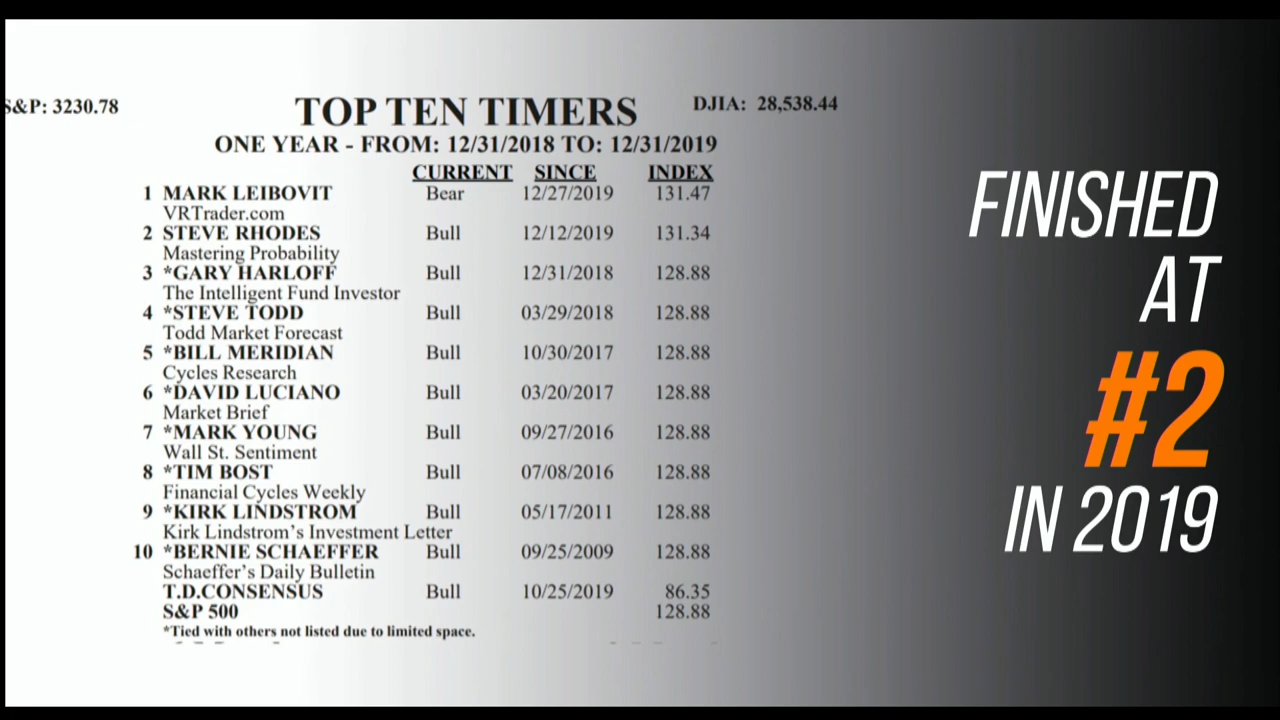 S&P: 3230.78
TOP TEN TIMERS
DJIA: 28,538.44
ONE YEAR - FROM: 12/31/2018 TO: 12/31/2019
CURRENT SINCE INDEX
1 MARK LEIBOVIT Bear 12/27/2019 131.47
VRTrader.com
2 STEVE RHODES Bull 12/12/2019 131.34
Mastering Probability
3 *GARY HARLOFF Bull 12/31/2018 128.88
The Intelligent Fund Investor
4 *STEVE TODD Bull 03/29/2018 128.88
Todd Market Forecast
5 *BILL MERIDIAN Bull 10/30/2017 128.88
Cycles Research
6 *DAVID LUCIANO Bull 03/20/2017 128.88
Market Brief
7 *MARK YOUNG Bull 09/27/2016 128.88
Wall St. Sentiment
8 *TIM BOST Bull 07/08/2016 128.88
Financial Cycles Weekly
9 *KIRK LINDSTROM Bull 05/17/2011 128.88
Kirk Lindstrom's Investment Letter
10 *BERNIE SCHAEFFER Bull 09/25/2009 128.88
Schaeffer's Daily Bulletin
T.D.CONSENSUS Bull 10/25/2019 86.35
S&P 500 128.88
*Tied with others not listed due to limited space.
FINISHED
AT
#2
IN 2019